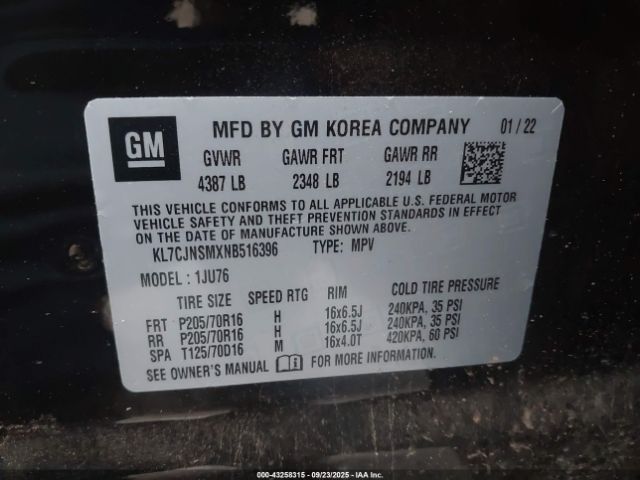 GM
MFD BY GM KOREA COMPANY 01/22
GVWR GAWR FRT GAWR RR
4387 LB 2348 LB 2194 LB
THIS VEHICLE CONFORMS TO ALL APPLICABLE U.S. FEDERAL MOTOR
VEHICLE SAFETY AND THEFT PREVENTION STANDARDS IN EFFECT
ON THE DATE OF MANUFACTURE SHOWN ABOVE.
KL7CJNSMXNB516396 TYPE: MPV
MODEL: 1JU76
TIRE SIZE SPEED RTG RIM COLD TIRE PRESSURE
FRT P205/70R16 H 16x6.5J 240KPA, 35 PSI
RR P205/70R16 H 16x6.5J 240KPA, 35 PSI
SPA T125/70D16 M 16x4.0T 420KPA, 60 PSI
SEE OWNER'S MANUAL FOR MORE INFORMATION.
000-43258315 - 09/23/2025 - IAA Inc.